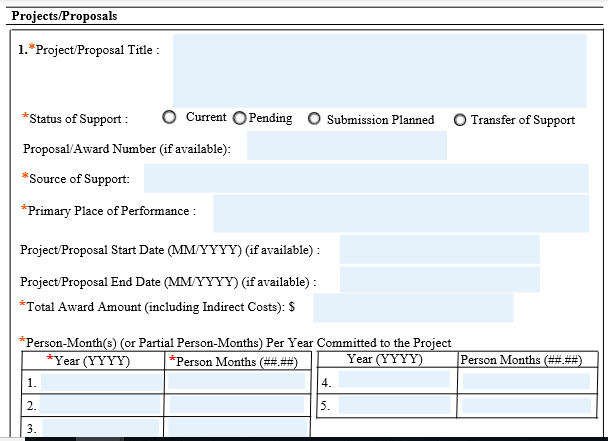 Projects/Proposals
1.*Project/Proposal Title :
*Status of Support : Current Pending Submission Planned Transfer of Support
Proposal/Award Number (if available):
*Source of Support:
*Primary Place of Performance :
Project/Proposal Start Date (MM/YYYY) (if available) :
Project/Proposal End Date (MM/YYYY) (if available) :
*Total Award Amount (including Indirect Costs): $
*Person-Month(s) (or Partial Person-Months) Per Year Committed to the Project
*Year (YYYY) *Person Months (##.##) Year (YYYY) Person Months (##.##)
1. 4.
2. 5.
3.